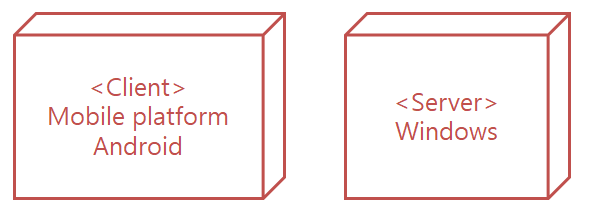 <Client>
Mobile platform
Android
<Server>
Windows